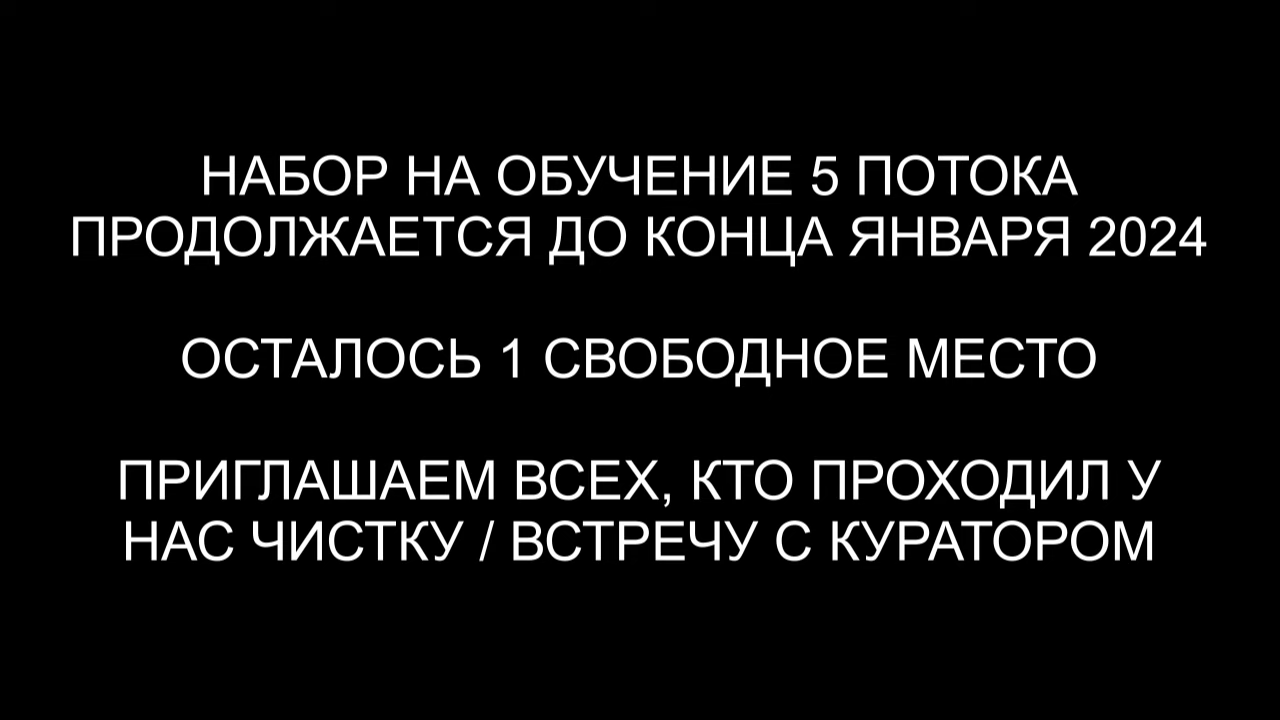 НАБОР НА ОБУЧЕНИЕ 5 ПОТОКА
ПРОДОЛЖАЕТСЯ ДО КОНЦА ЯНВАРЯ 2024
ОСТАЛОСЬ 1 СВОБОДНОЕ МЕСТО
ПРИГЛАШАЕМ ВСЕХ, КТО ПРОХОДИЛ У
НАС ЧИСТКУ / ВСТРЕЧУ С КУРАТОРОМ